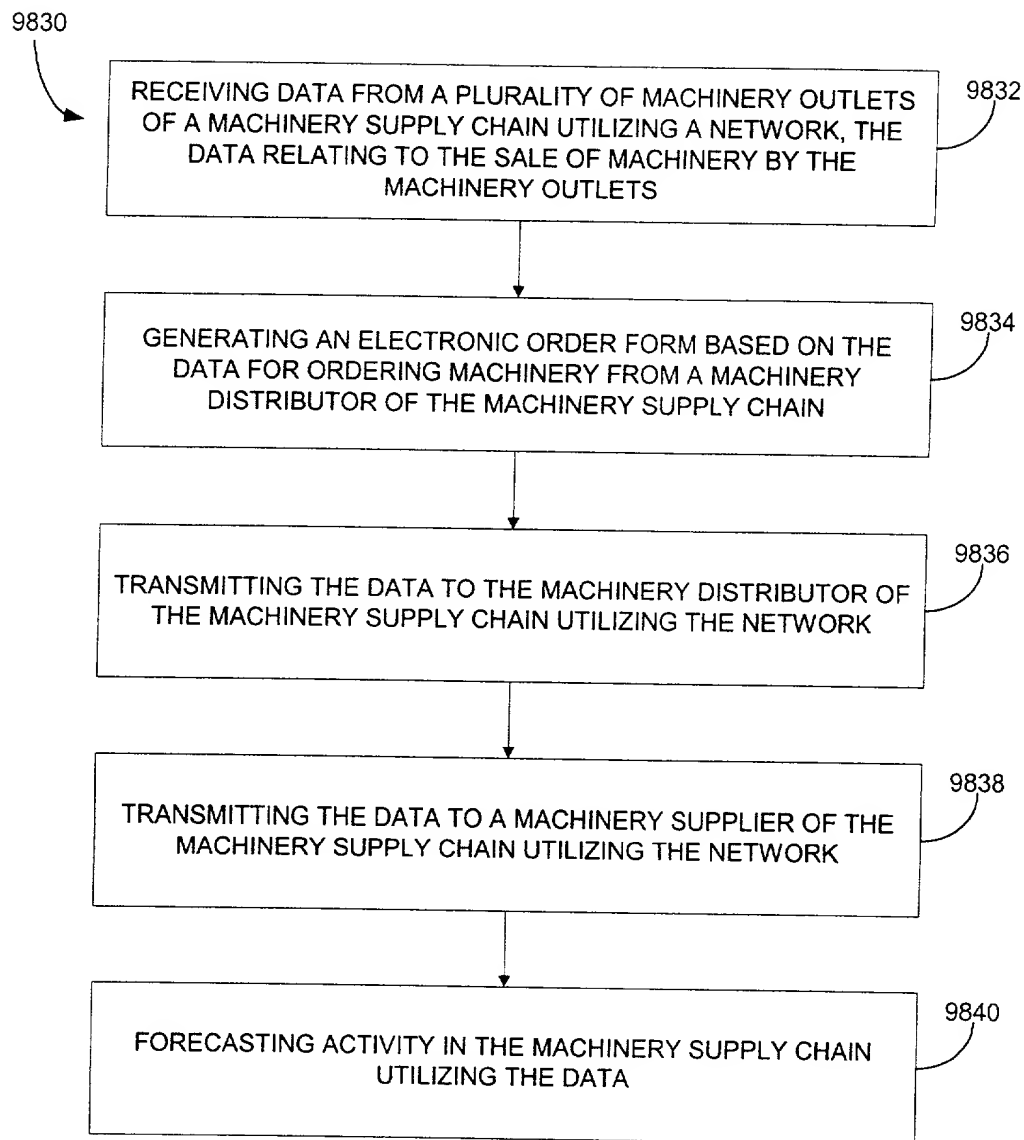 9830
RECEIVING DATA FROM A PLURALITY OF MACHINERY OUTLETS
OF A MACHINERY SUPPLY CHAIN UTILIZING A NETWORK, THE
DATA RELATING TO THE SALE OF MACHINERY BY THE
MACHINERY OUTLETS
9832
GENERATING AN ELECTRONIC ORDER FORM BASED ON THE
DATA FOR ORDERING MACHINERY FROM A MACHINERY
DISTRIBUTOR OF THE MACHINERY SUPPLY CHAIN
9834
TRANSMITTING THE DATA TO THE MACHINERY DISTRIBUTOR OF
THE MACHINERY SUPPLY CHAIN UTILIZING THE NETWORK
9836
TRANSMITTING THE DATA TO A MACHINERY SUPPLIER OF THE
MACHINERY SUPPLY CHAIN UTILIZING THE NETWORK
9838
FORECASTING ACTIVITY IN THE MACHINERY SUPPLY CHAIN
UTILIZING THE DATA
9840